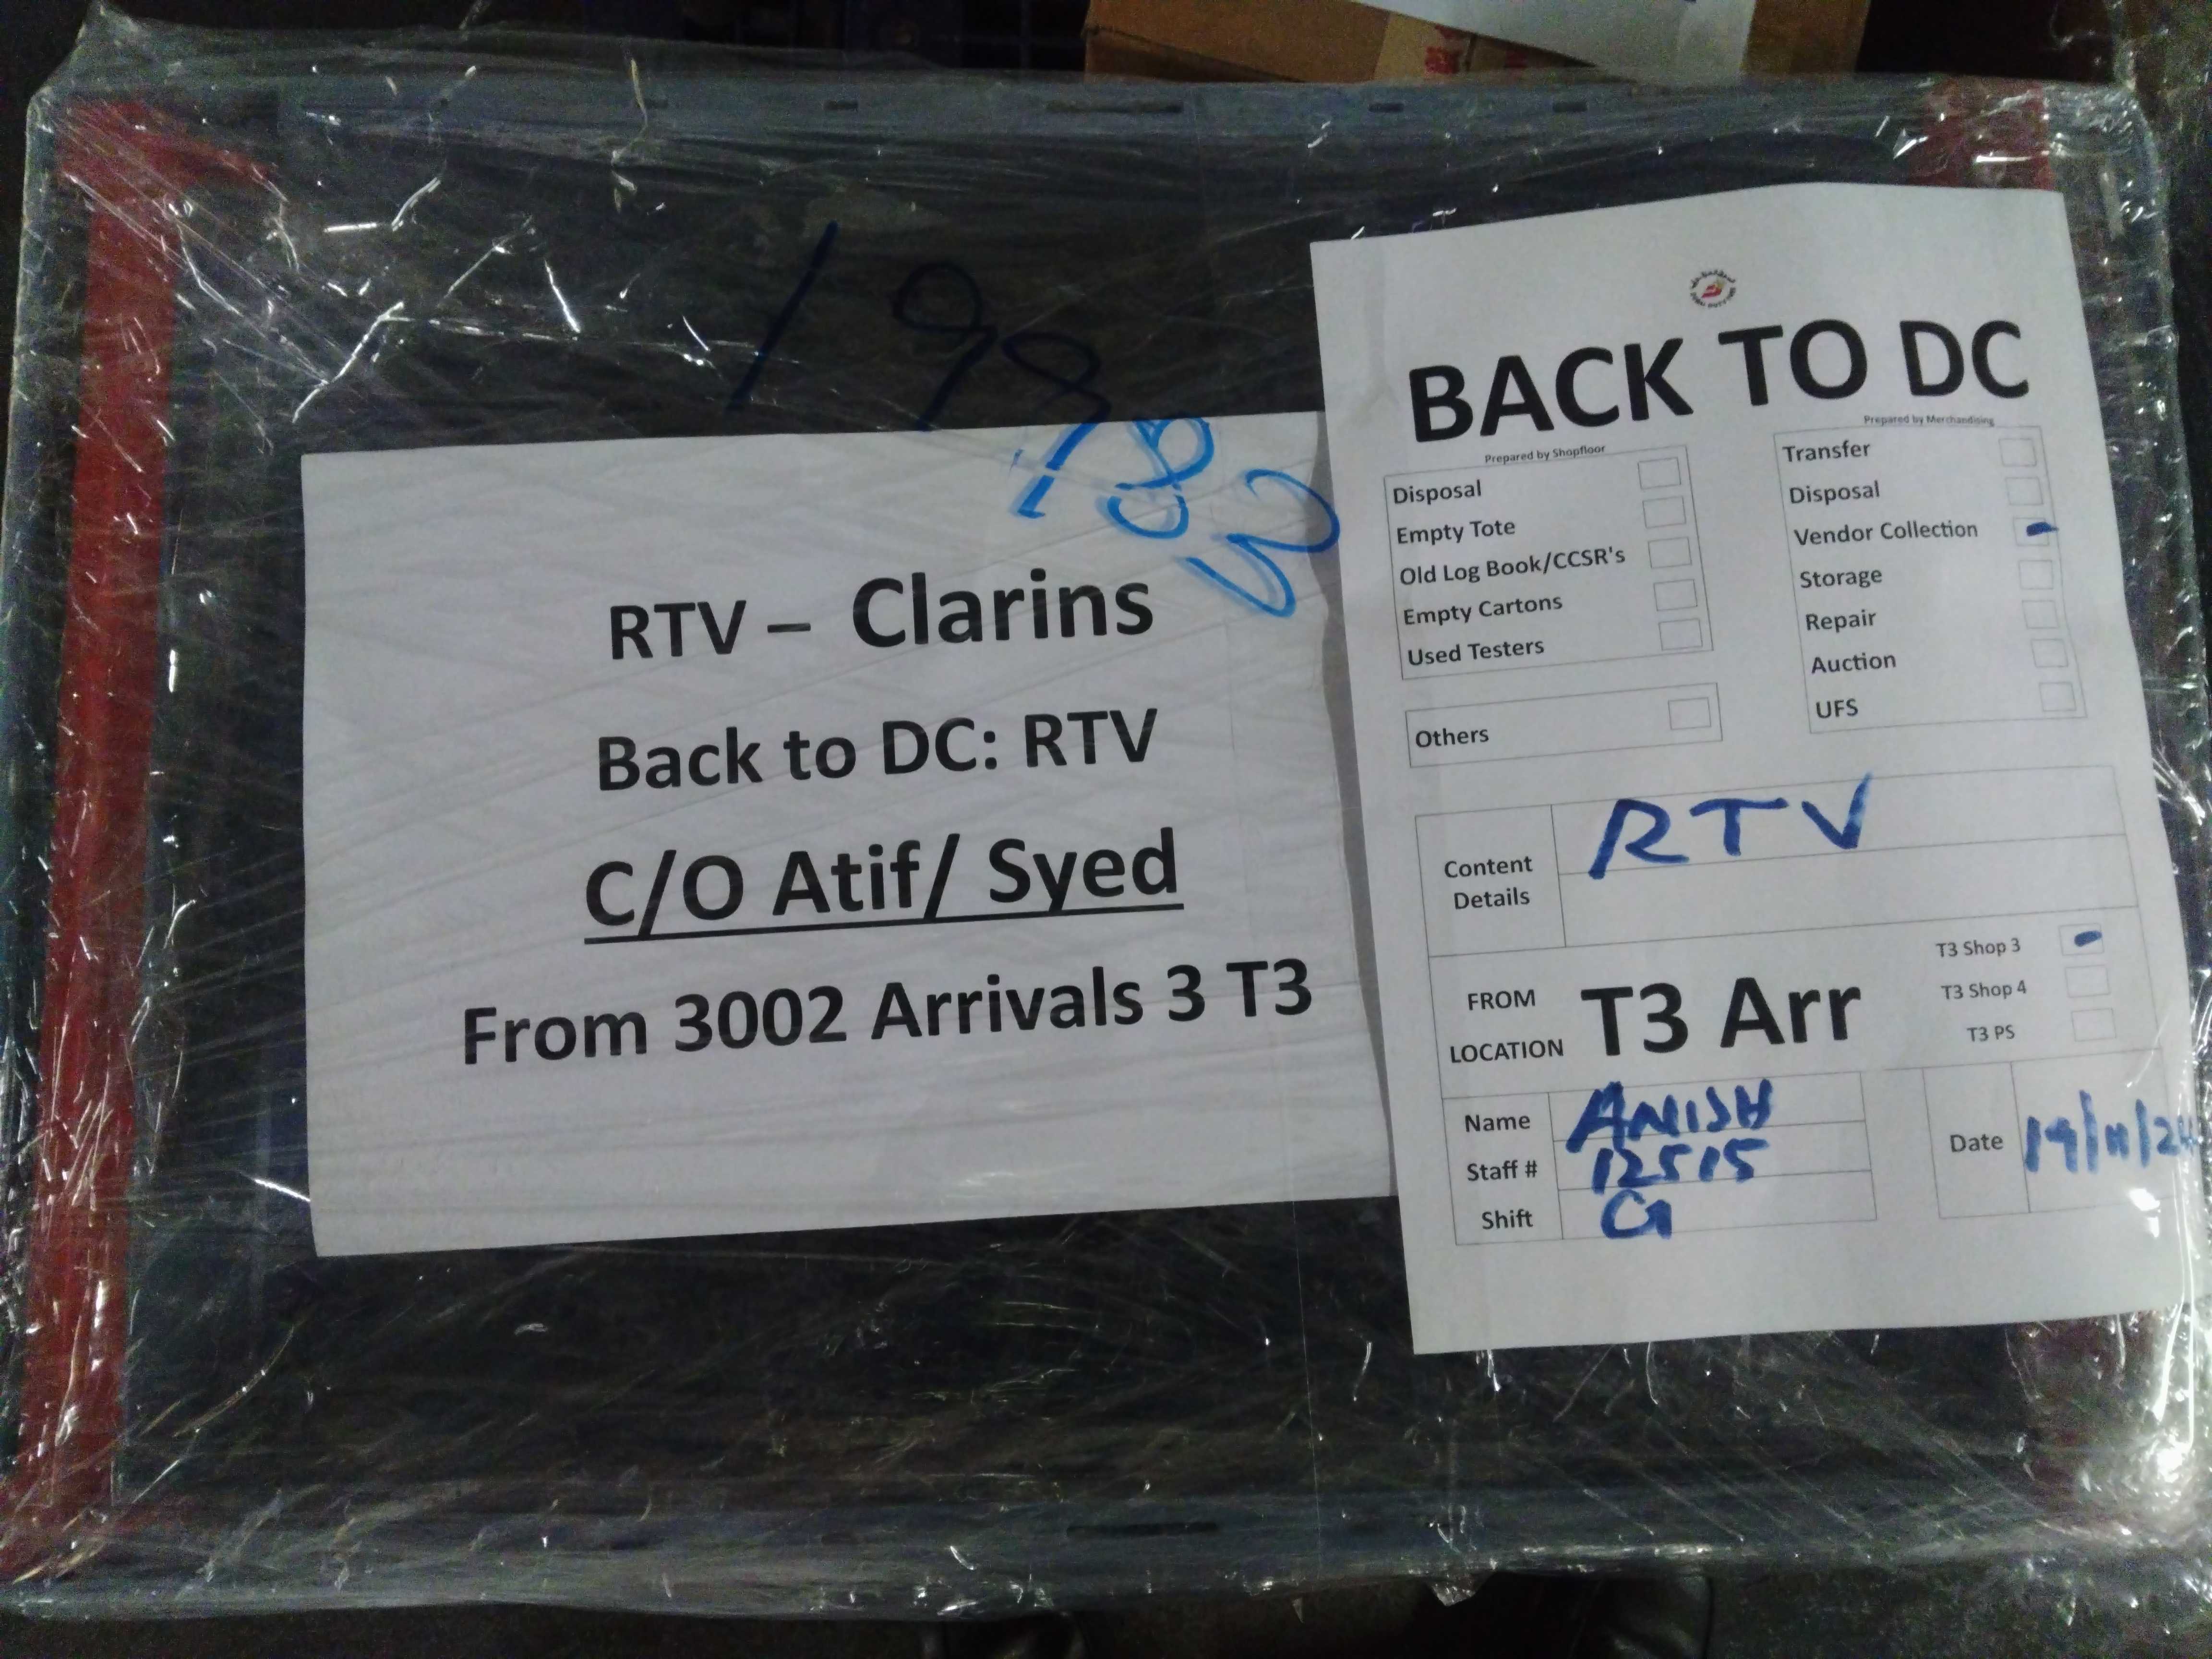 RTV – Clarins
Back to DC: RTV
C/O Atif/ Syed
From 3002 Arrivals 3 T3
BACK TO DC
Prepared by Shopfloor
Disposal
Empty Tote
Old Log Book/CCSR's
Empty Cartons
Used Testers
Others
Prepared by Merchandising
Transfer
Disposal
Vendor Collection
Storage
Repair
Auction
UFS
Content Details
RTV
FROM LOCATION
T3 Arr
T3 Shop 3
T3 Shop 4
T3 PS
Name ANISH
Staff # 12515
Shift G
Date